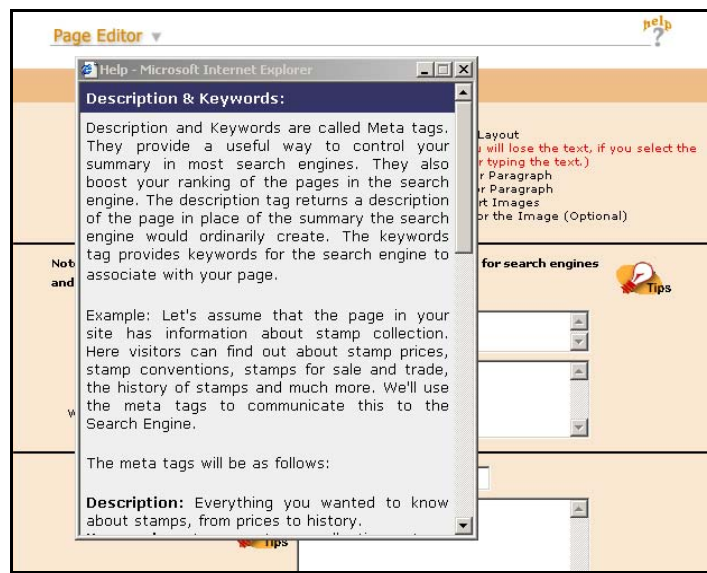 Page Editor
help
?
Help - Microsoft Internet Explorer
Description & Keywords:
Description and Keywords are called Meta tags.
They provide a useful way to control your
summary in most search engines. They also
boost your ranking of the pages in the search
engine. The description tag returns a description
of the page in place of the summary the search
engine would ordinarily create. The keywords
tag provides keywords for the search engine to
associate with your page.
Example: Let's assume that the page in your
site has information about stamp collection.
Here visitors can find out about stamp prices,
stamp conventions, stamps for sale and trade,
the history of stamps and much more. We'll use
the meta tags to communicate this to the
Search Engine.
The meta tags will be as follows:
Description: Everything you wanted to know
about stamps, from prices to history.
Layout
will lose the text, if you select the
r typing the text.)
r Paragraph
or Paragraph
rt Images
or the Image (Optional)
Not
and
for search engines
Tips
W
Tips